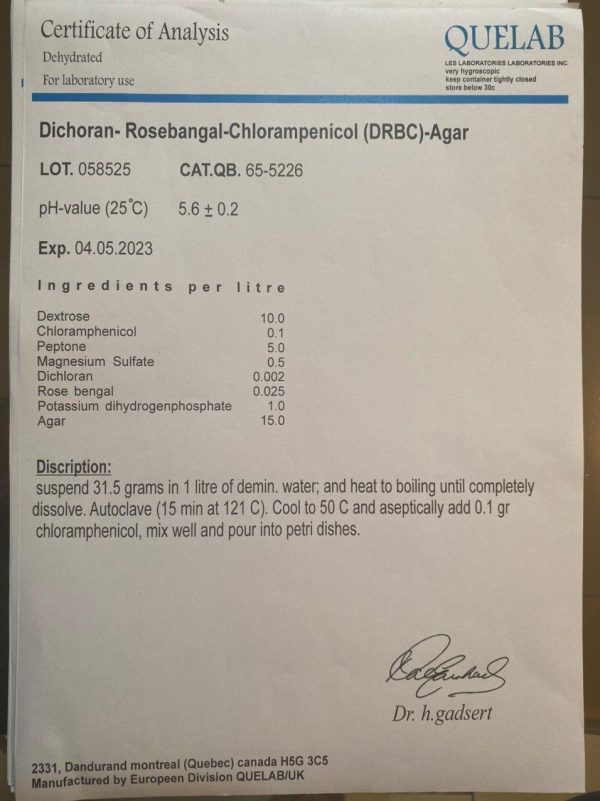 Certificate of Analysis
Dehydrated
For laboratory use
QUELAB
LES LABORATORIES LABORATORIES INC.
very hygroscopic
keep container tightly closed
store below 30c
Dichoran- Rosebangal-Chlorampenicol (DRBC)-Agar
LOT. 058525 CAT.QB. 65-5226
pH-value (25°C) 5.6 ± 0.2
Exp. 04.05.2023
Ingredients per litre
Dextrose 10.0
Chloramphenicol 0.1
Peptone 5.0
Magnesium Sulfate 0.5
Dichloran 0.002
Rose bengal 0.025
Potassium dihydrogenphosphate 1.0
Agar 15.0
Discription:
suspend 31.5 grams in 1 litre of demin. water; and heat to boiling until completely
dissolve. Autoclave (15 min at 121 C). Cool to 50 C and aseptically add 0.1 gr
chloramphenicol, mix well and pour into petri dishes.
Dr. h.gadsert
2331, Dandurand montreal (Quebec) canada H5G 3C5
Manufactured by Europeen Division QUELAB/UK